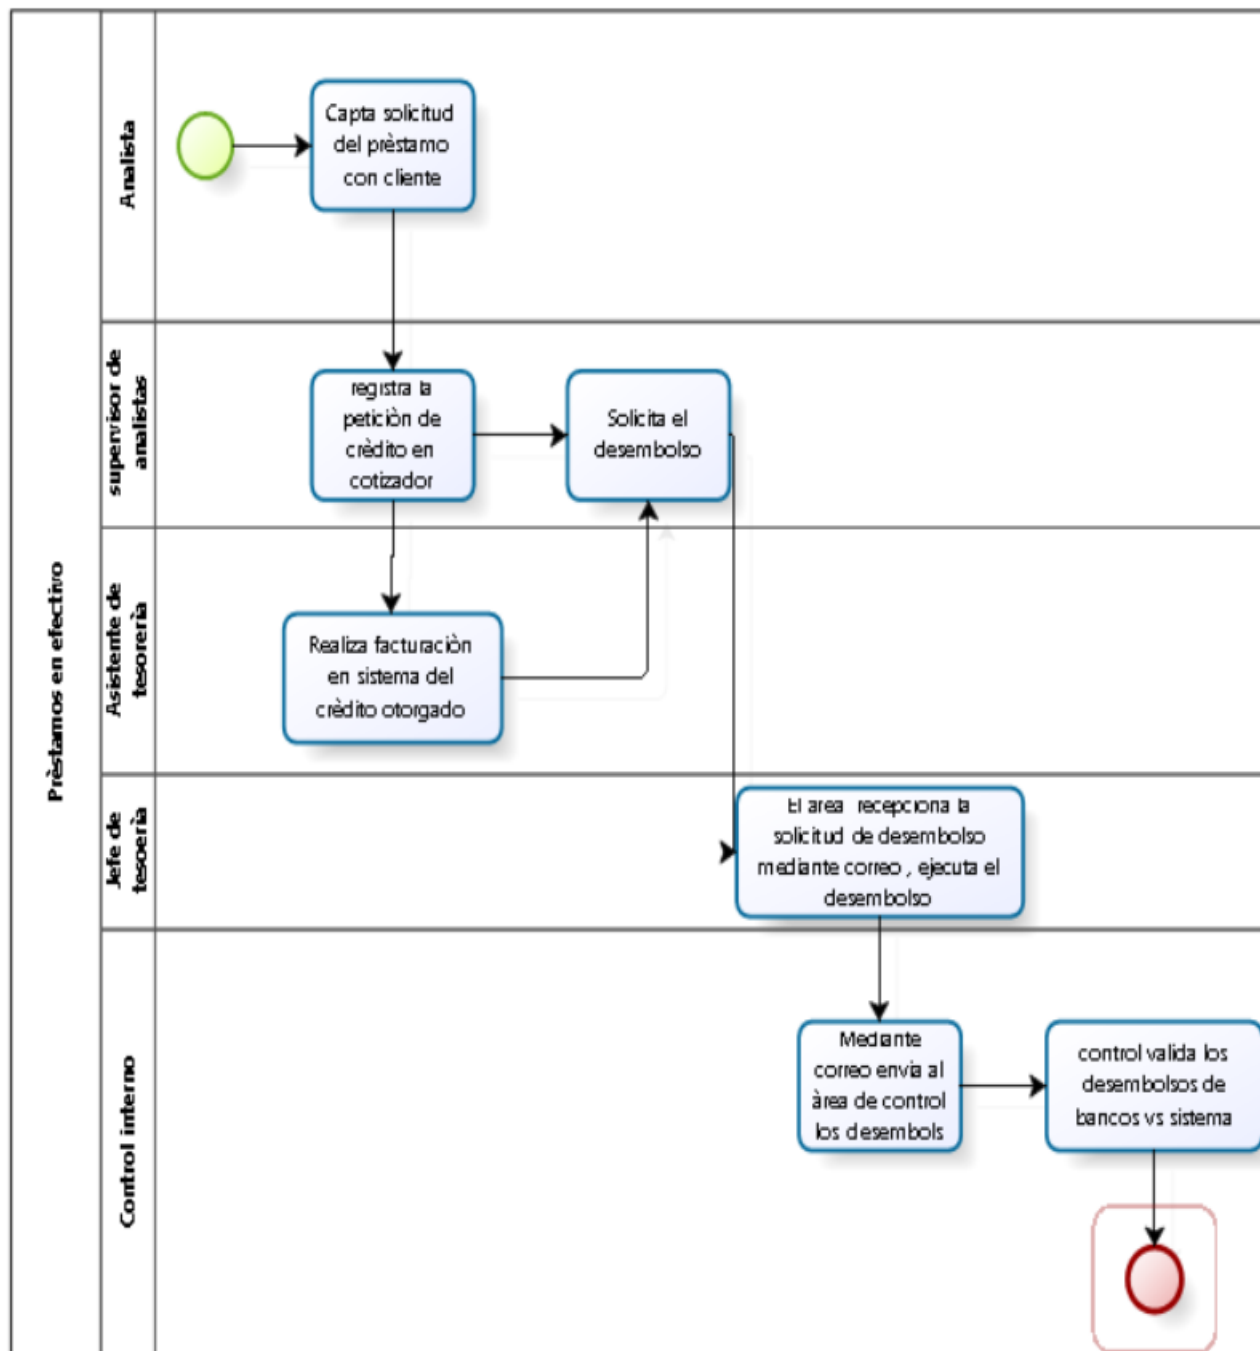 Prèstamos en efectivo
Analista
Capta solicitud
del prèstamo
con cliente
supervisor de
analistas
registra la
petición de
crèdito en
cotizador
Solicita el
desembolso
Asistente de
tesorerìa
Realiza facturaciòn
en sistema del
crèdito otorgado
Jefe de
tesoerìa
El area recepciona la
solicitud de desembolso
mediante correo , ejecuta el
desembolso
Control interno
Mediante
correo envia al
àrea de control
los desembols
control valida los
desembolsos de
bancos vs sistema